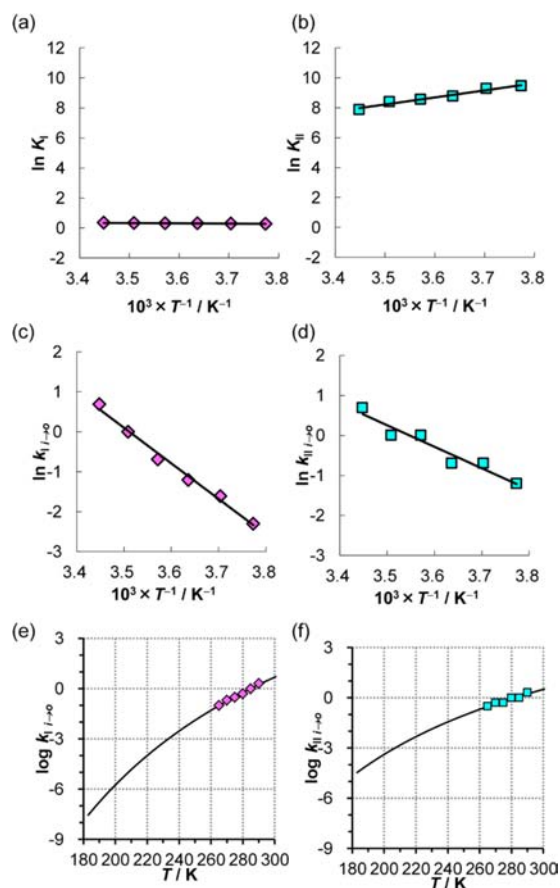 (a)
12
10
8
6
4
2
0
-2
ln K_I
3.4 3.5 3.6 3.7 3.8
10³ × T⁻¹ / K⁻¹
(b)
12
10
8
6
4
2
0
-2
ln K_II
3.4 3.5 3.6 3.7 3.8
10³ × T⁻¹ / K⁻¹
(c)
2
1
0
-1
-2
-3
ln k_I i→o
3.4 3.5 3.6 3.7 3.8
10³ × T⁻¹ / K⁻¹
(d)
2
1
0
-1
-2
-3
ln k_II i→o
3.4 3.5 3.6 3.7 3.8
10³ × T⁻¹ / K⁻¹
(e)
3
0
-3
-6
-9
log k_I i→o
180 200 220 240 260 280 300
T / K
(f)
3
0
-3
-6
-9
log k_II i→o
180 200 220 240 260 280 300
T / K